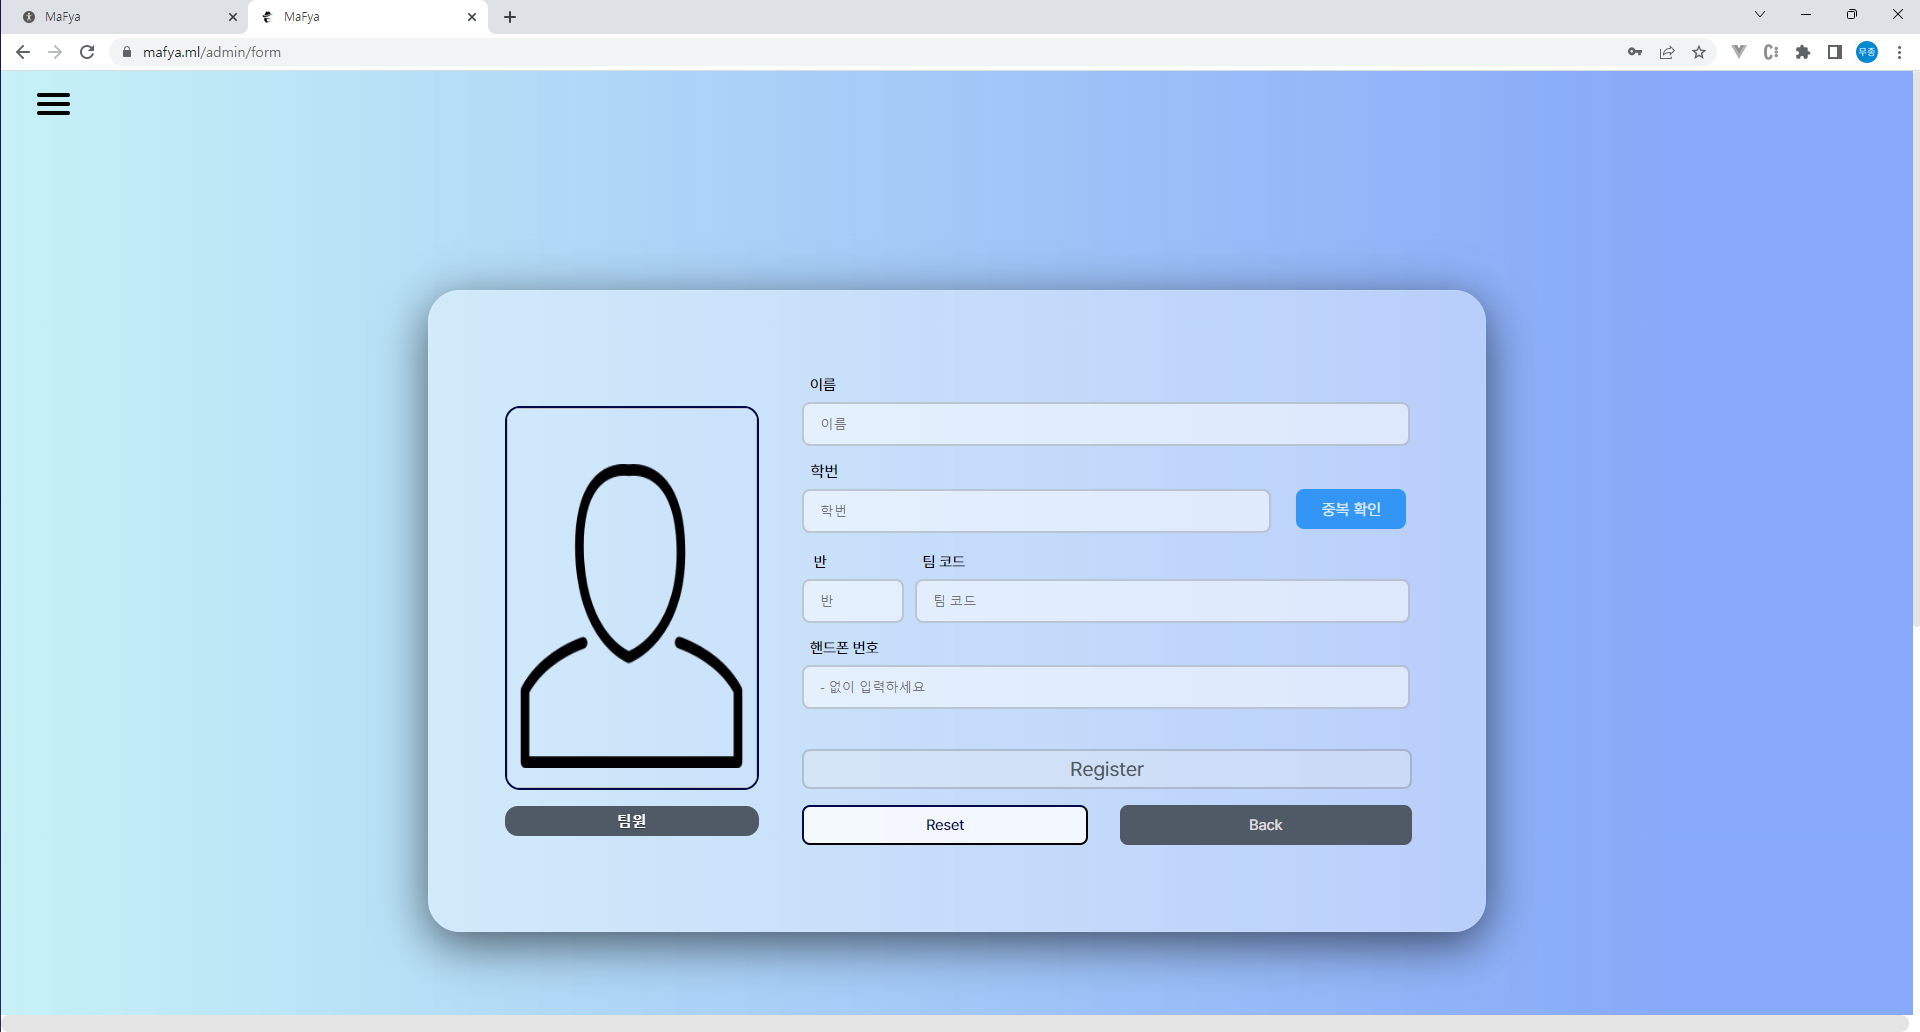 MaFya
MaFya
mafya.ml/admin/form
무종
이름
이름
학번
학번
중복 확인
반
팀 코드
반
팀 코드
핸드폰 번호
- 없이 입력하세요
Register
팀원
Reset
Back